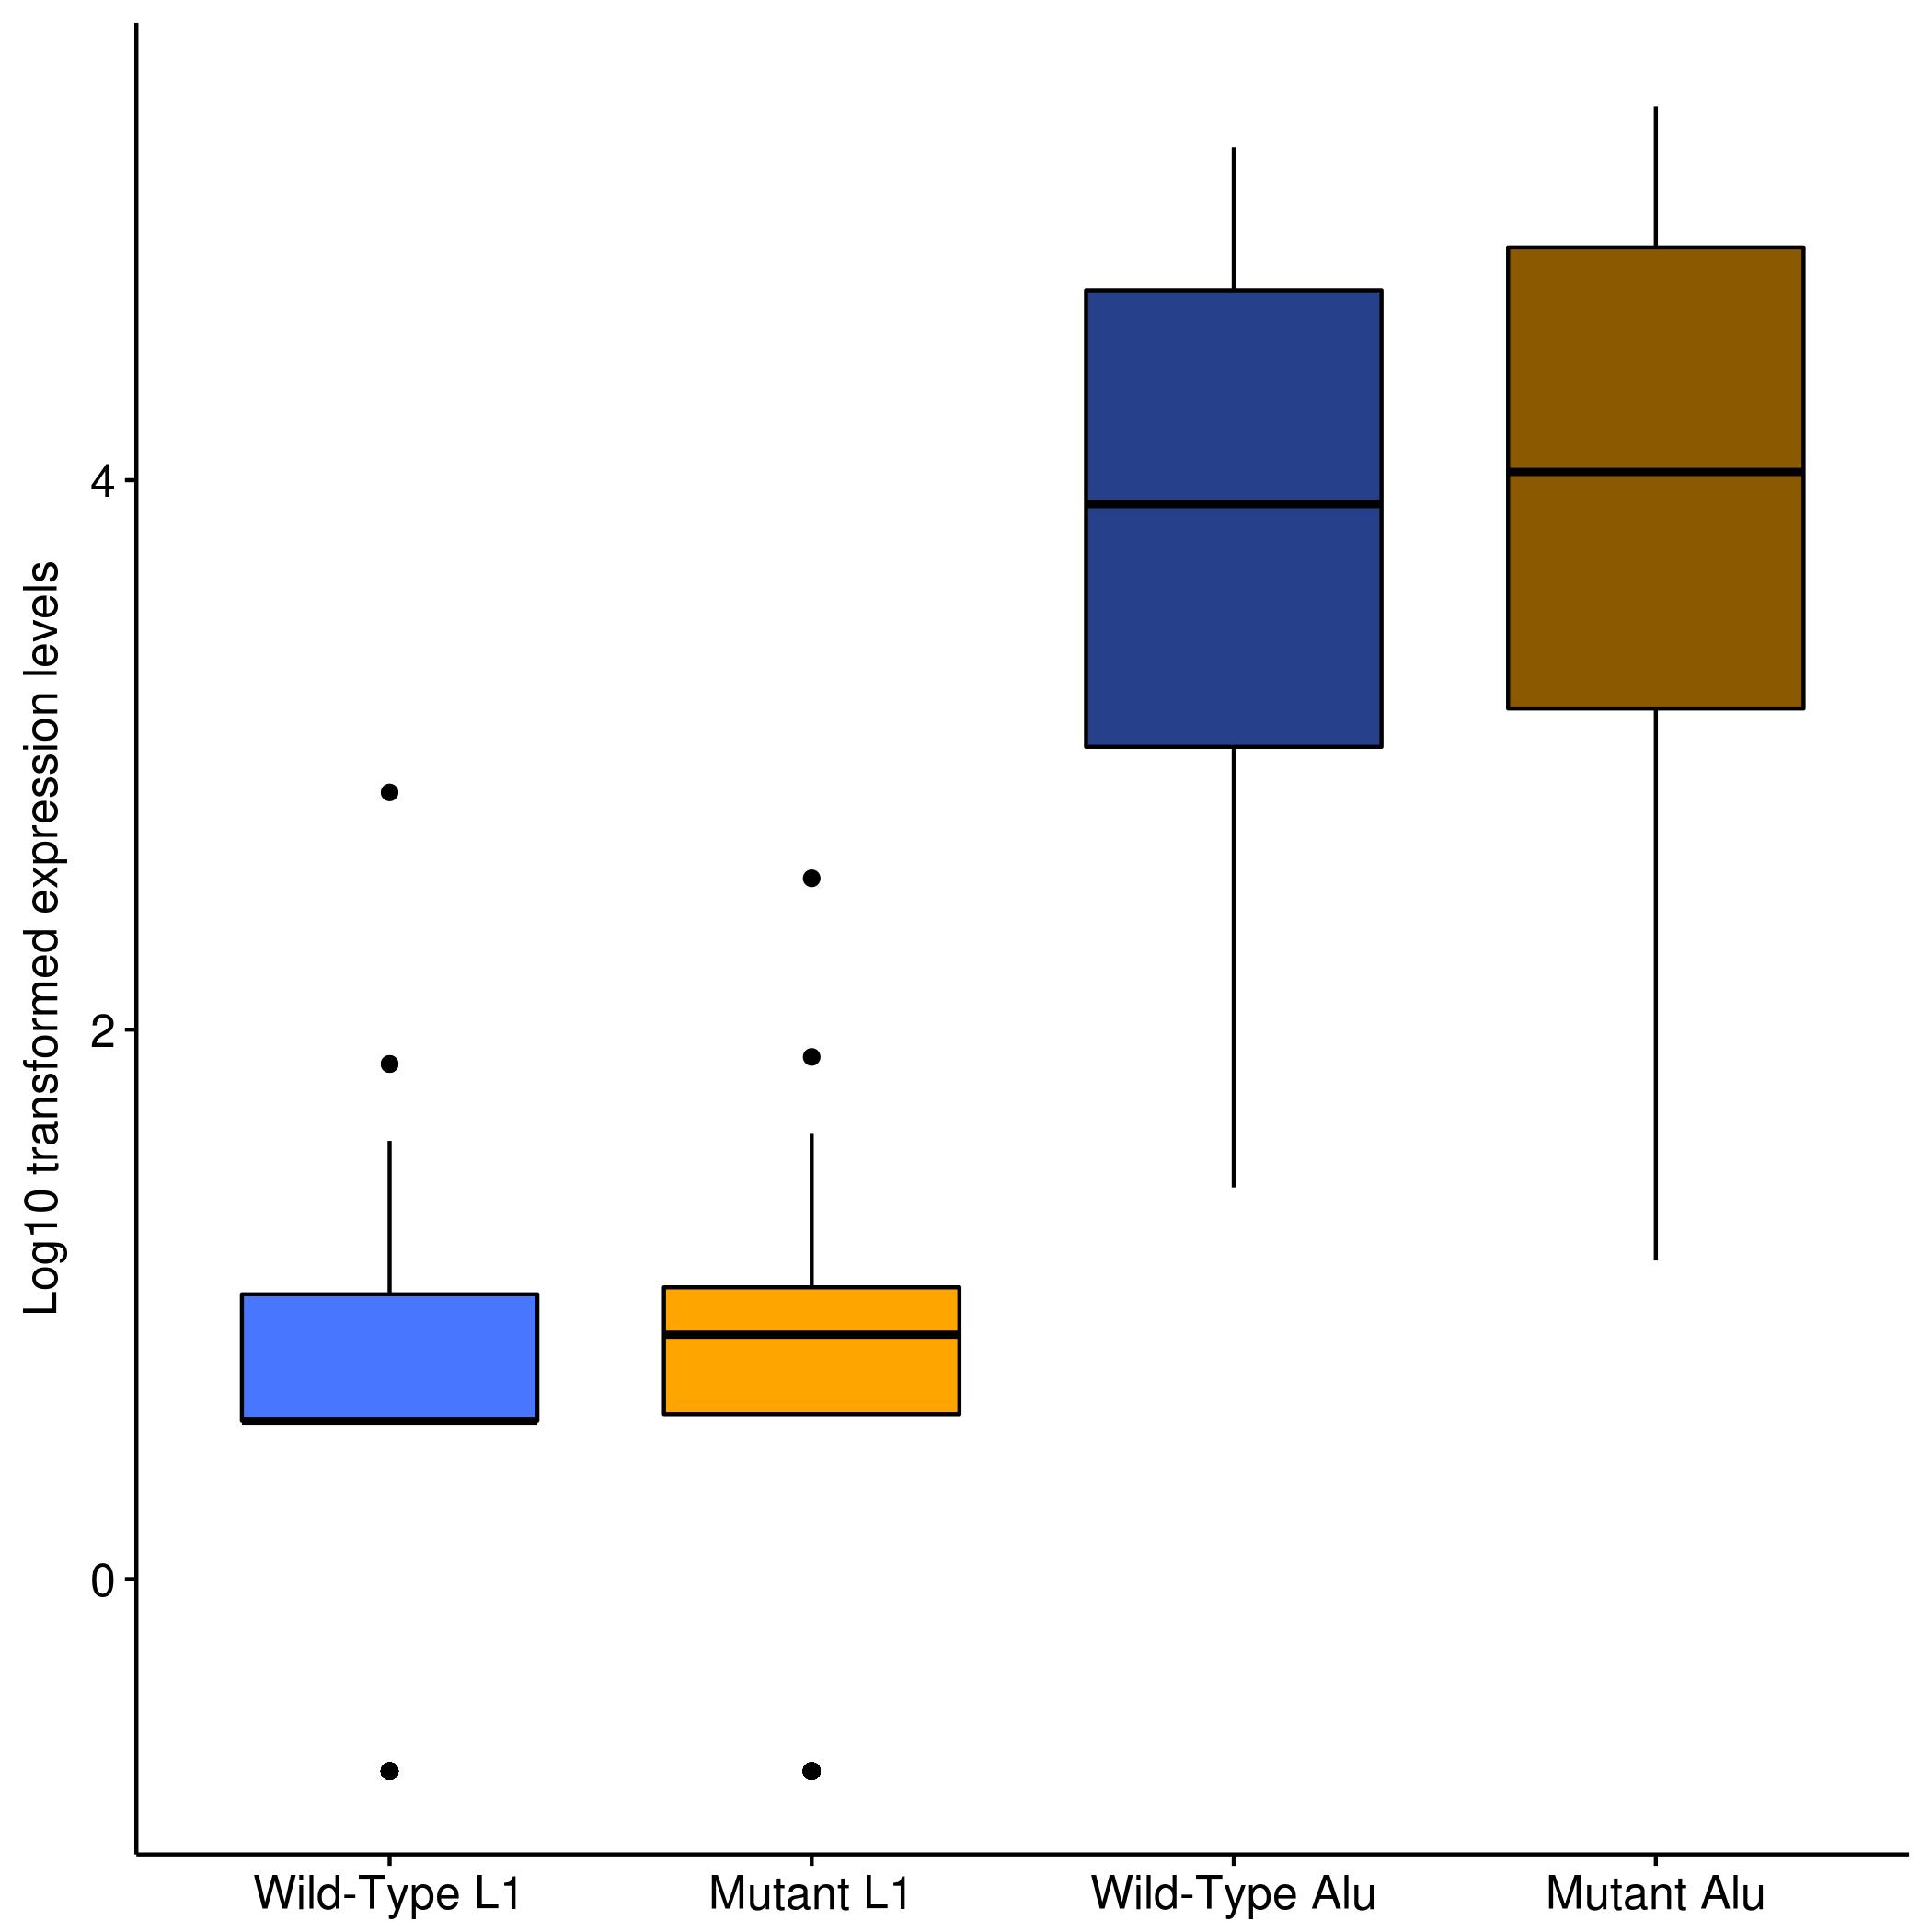 Log10 transformed expression levels
4
2
0
Wild-Type L1
Mutant L1
Wild-Type Alu
Mutant Alu